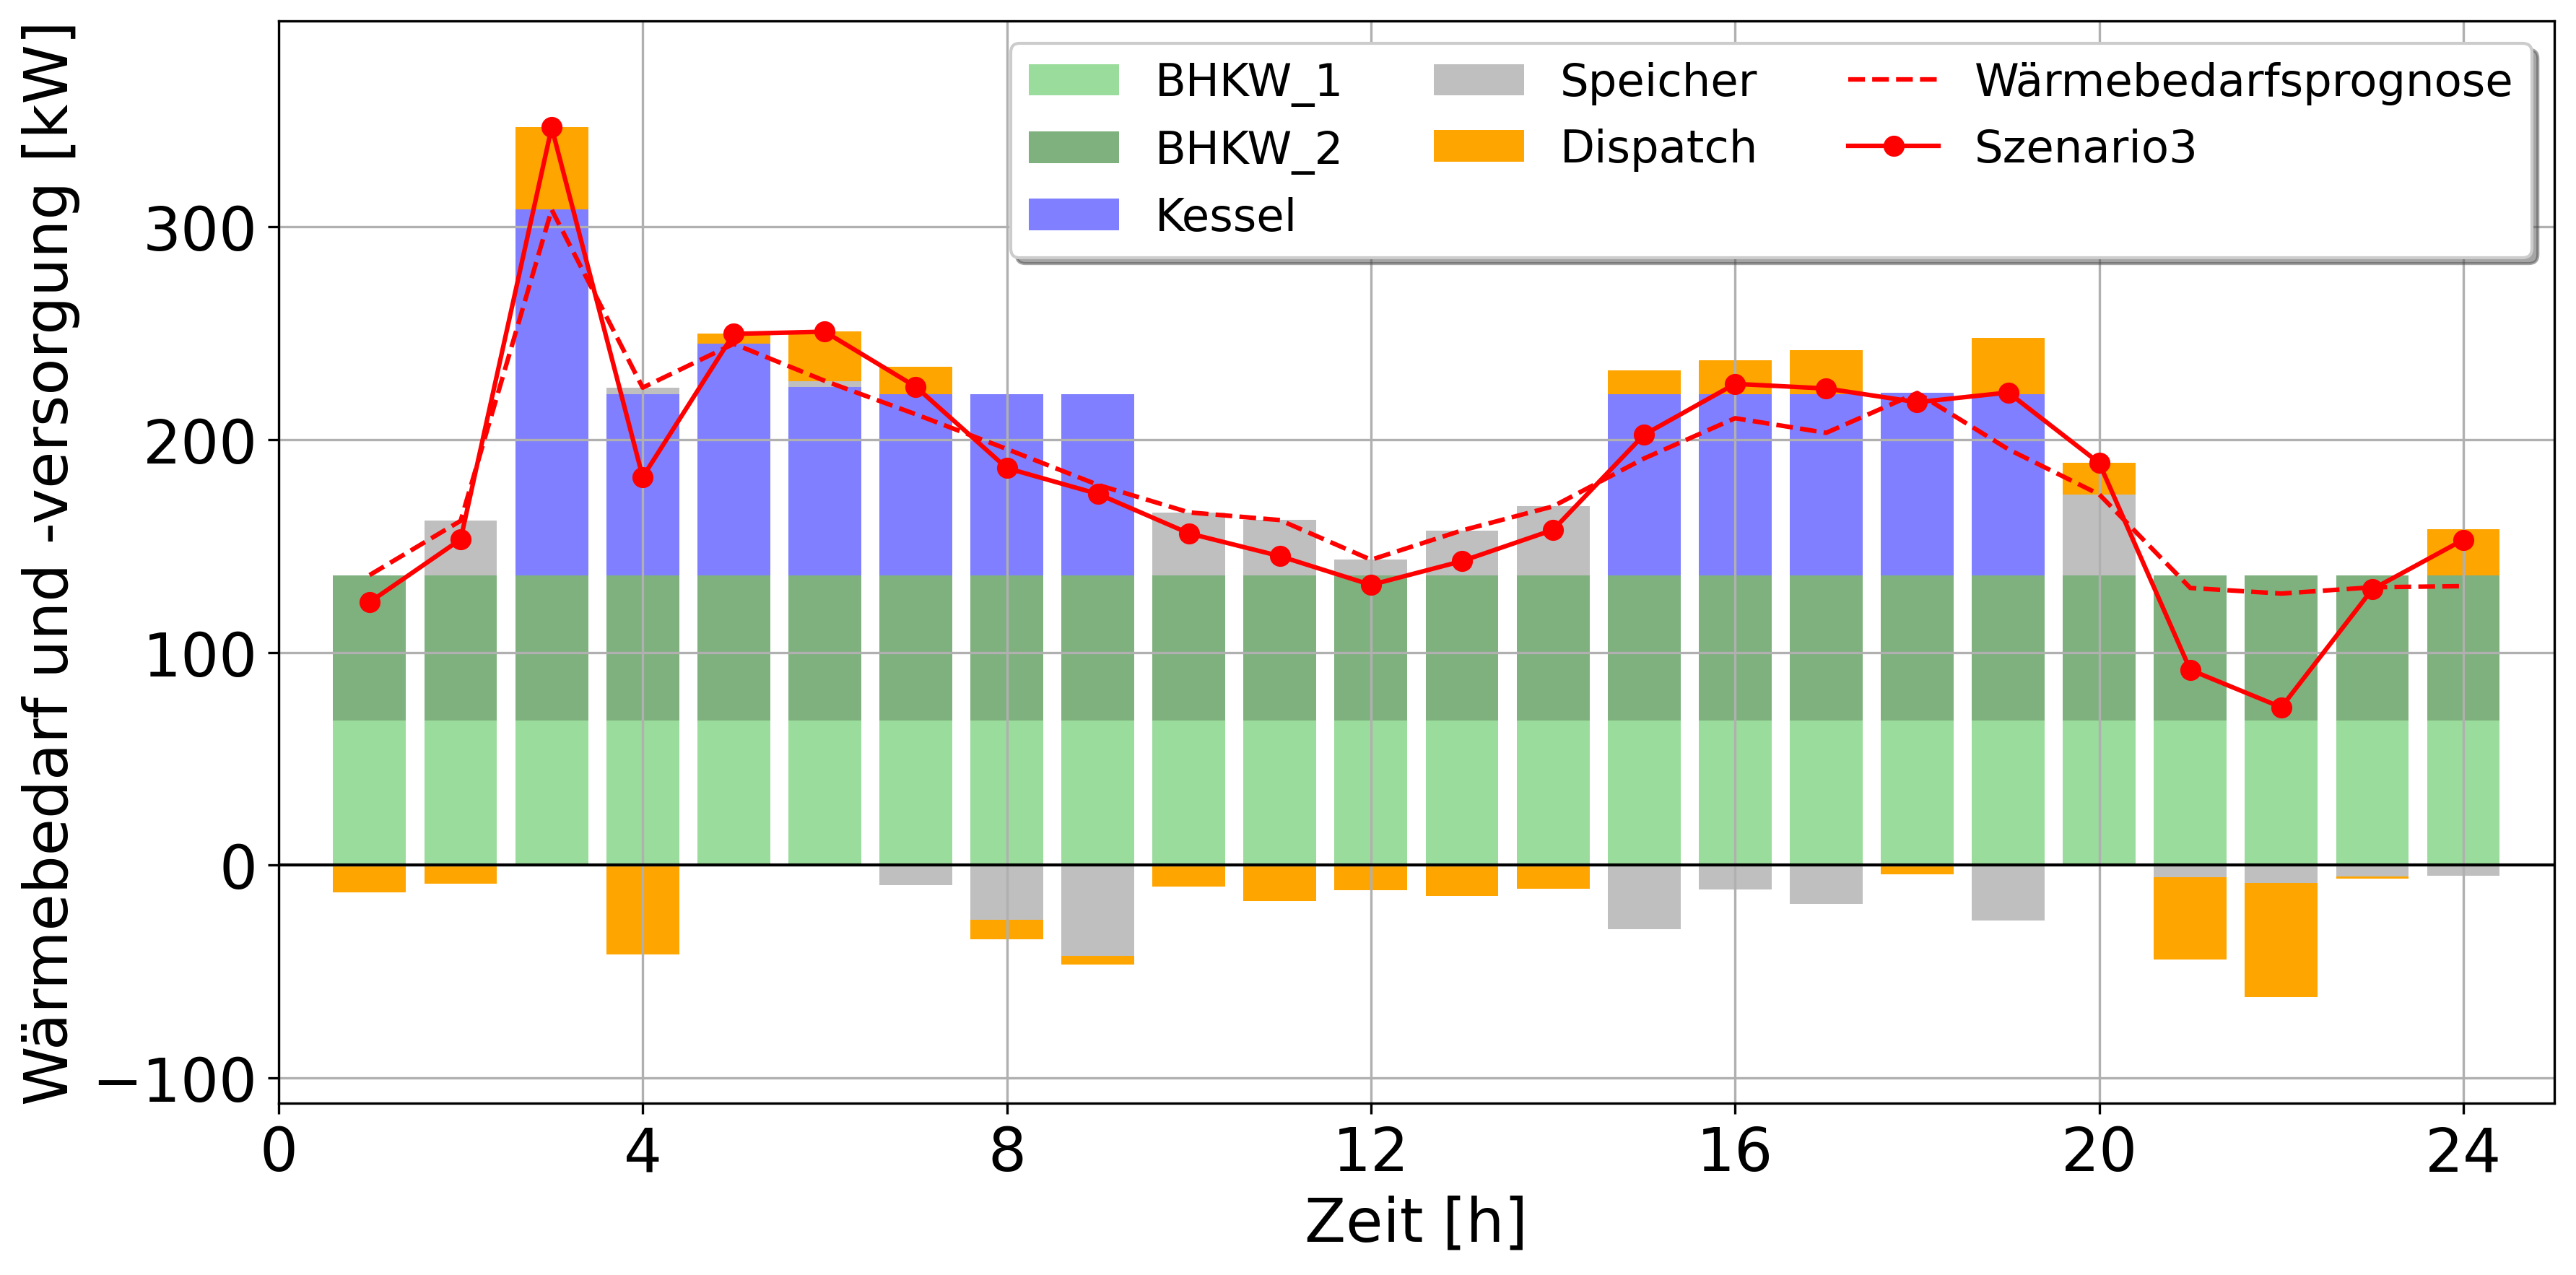 Wärmebedarf und -versorgung [kW]
300
200
100
0
−100
BHKW_1
BHKW_2
Kessel
Speicher
Dispatch
Wärmebedarfsprognose
Szenario3
0 4 8 12 16 20 24
Zeit [h]